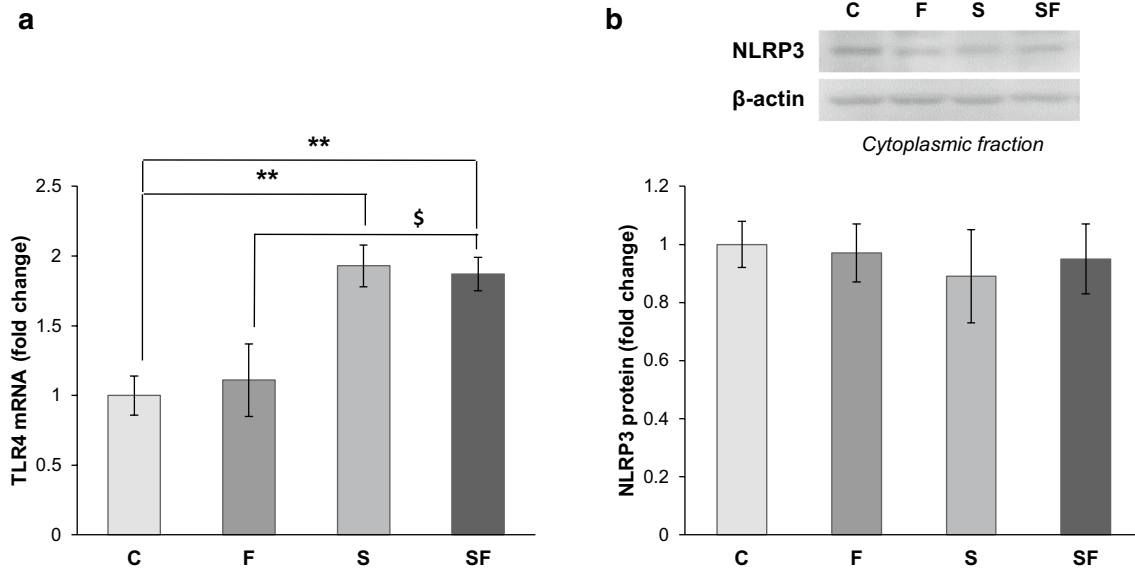 a
**
**
$
2.5
2
1.5
1
0.5
0
TLR4 mRNA (fold change)
C F S SF
b
C F S SF
NLRP3
β-actin
Cytoplasmic fraction
1.2
1
0.8
0.6
0.4
0.2
0
NLRP3 protein (fold change)
C F S SF